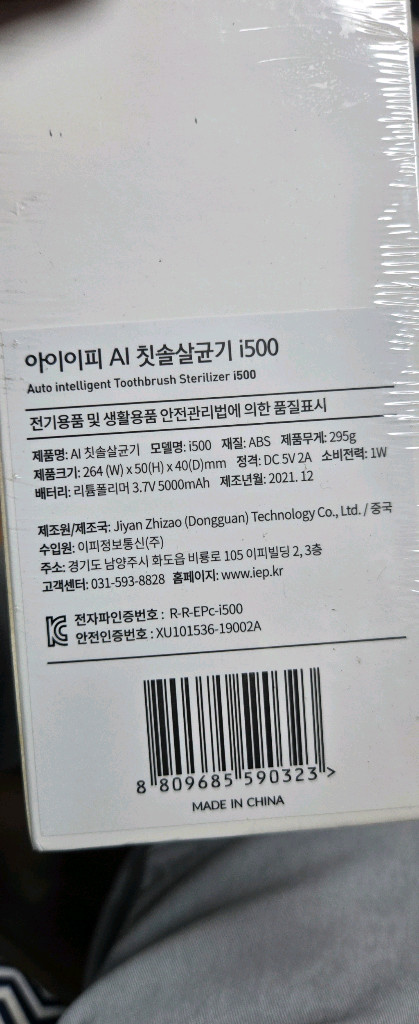 아이이피 AI 칫솔살균기 i500
Auto intelligent Toothbrush Sterilizer i500
전기용품 및 생활용품 안전관리법에 의한 품질표시
제품명: AI 칫솔살균기 모델명: i500 재질: ABS 제품무게: 295g
제품크기: 264 (W) x 50(H) x 40(D)mm 정격: DC 5V 2A 소비전력: 1W
배터리: 리튬폴리머 3.7V 5000mAh 제조년월: 2021. 12
제조원/제조국: Jiyan Zhizao (Dongguan) Technology Co., Ltd. / 중국
수입원: 이피정보통신(주)
주소: 경기도 남양주시 화도읍 비룡로 105 이피빌딩 2, 3층
고객센터: 031-593-8828 홈페이지: www.iep.kr
전자파인증번호 : R-R-EPc-i500
안전인증번호 : XU101536-19002A
8 809685 590323 >
MADE IN CHINA